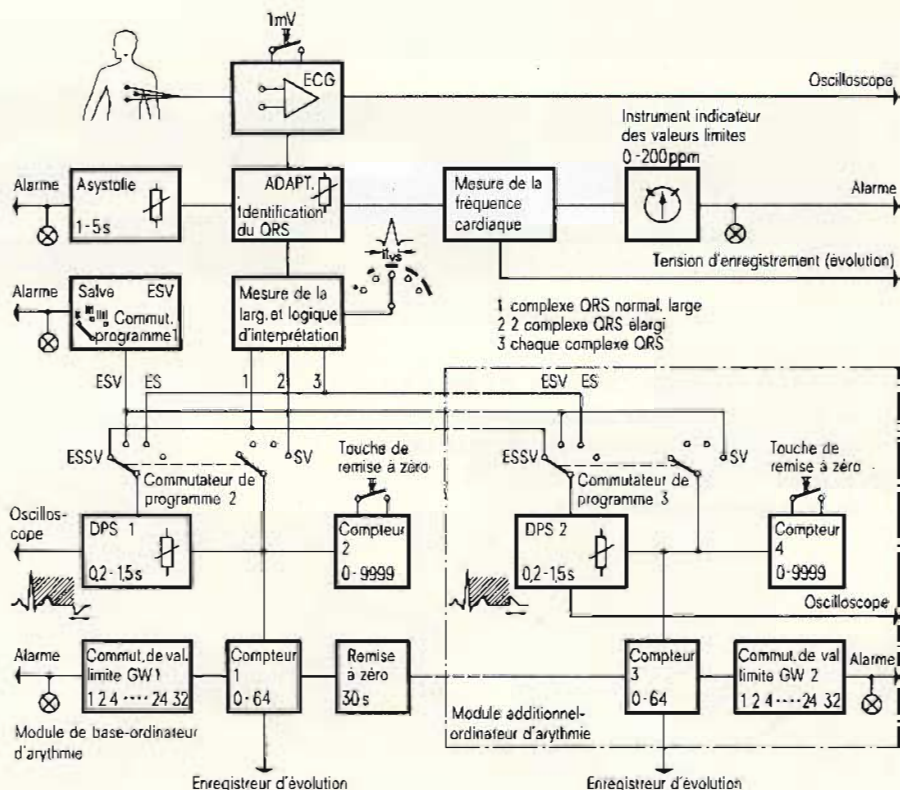 1mV
ECG
Oscilloscope
Instrument indicateur
des valeurs limites
0-200ppm
Alarme
Asystolie
1-5s
ADAPT.
Identification
du QRS
Mesure de la
fréquence
cardiaque
Alarme
Tension d'enregistrement (évolution)
Alarme
Salve ESV
Commut.
programme 1
Mesure de la
larg. et logique
d'interprétation
1 complexe QRS normal, large
2 2 complexe QRS élargi
3 chaque complexe QRS
ESV ES 1 2 3
ESV ES
ESSV
SV
Commutateur de
programme 2
Touche de
remise à zéro
ESSV
SV
Commutateur de
programme 3
Touche de
remise à zéro
Oscillos-
cope
DPS 1
0,2-1,5s
Compteur
2
0-9999
DPS 2
0,2-1,5s
Compteur
4
0-9999
Oscilloscope
Alarme
Commut. de val.
limite GW 1
1 2 4 ···· 24 32
Compteur
1
0-64
Remise
à zéro
30s
Compteur
3
0-64
Commut. de val.
limite GW 2
1 2 4 ···· 24 32
Alarme
Module de base-ordinateur
d'arythmie
Module additionnel-
ordinateur d'arythmie
Enregistreur d'évolution
Enregistreur d'évolution